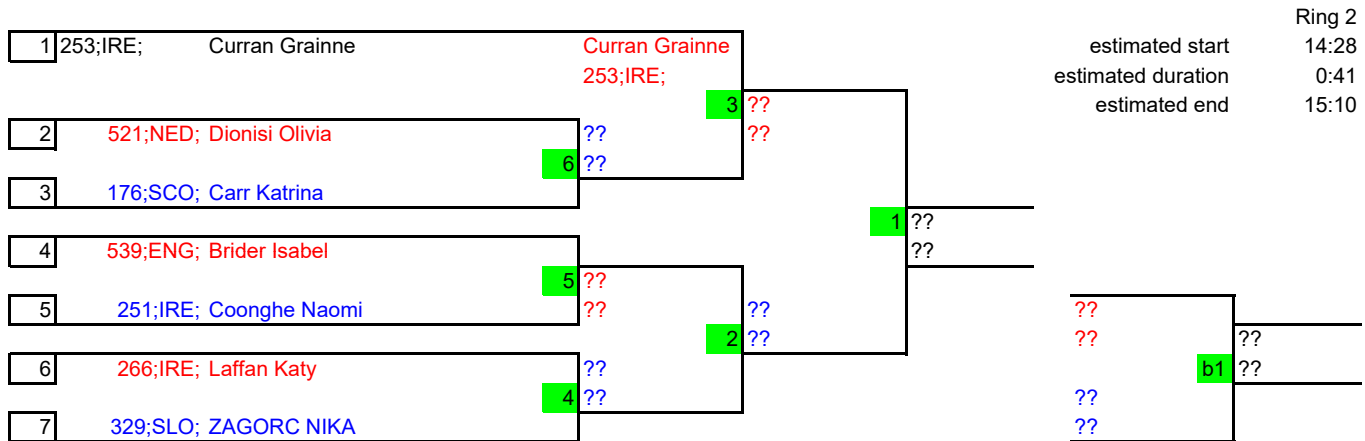 Ring 2
1 253;IRE; Curran Grainne Curran Grainne estimated start 14:28
253;IRE; estimated duration 0:41
3 ?? estimated end 15:10
2 521;NED; Dionisi Olivia ?? ??
6 ??
3 176;SCO; Carr Katrina
1 ??
4 539;ENG; Brider Isabel ??
5 ??
5 251;IRE; Coonghe Naomi ?? ?? ??
2 ?? ?? ??
6 266;IRE; Laffan Katy ?? b1 ??
4 ?? ??
7 329;SLO; ZAGORC NIKA ??